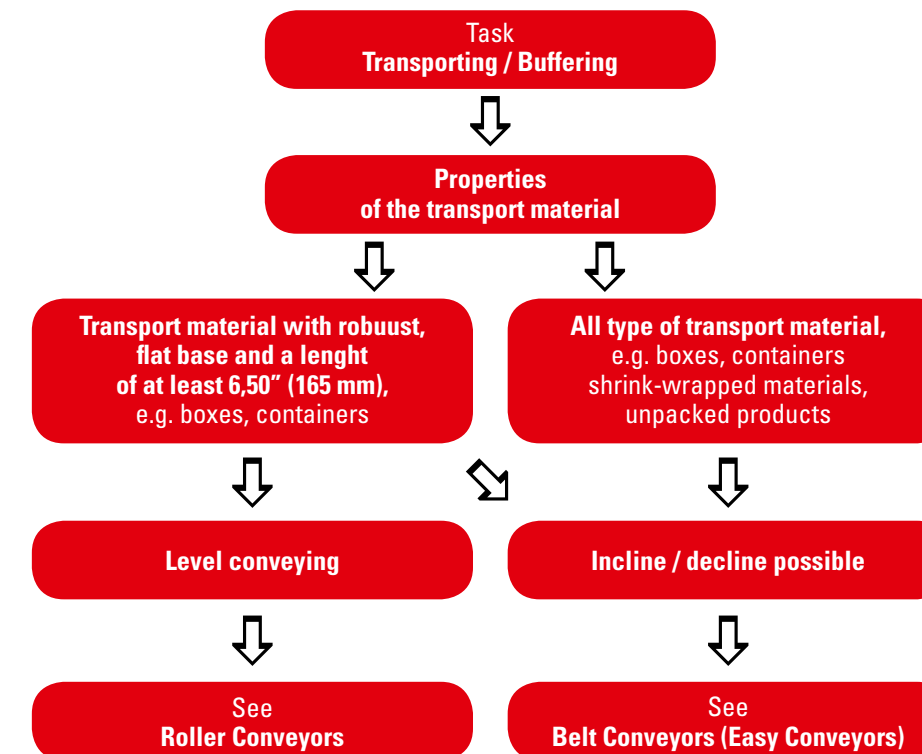 Task
Transporting / Buffering
Properties
of the transport material
Transport material with robuust,
flat base and a lenght
of at least 6,50” (165 mm),
e.g. boxes, containers
All type of transport material,
e.g. boxes, containers
shrink-wrapped materials,
unpacked products
Level conveying
Incline / decline possible
See
Roller Conveyors
See
Belt Conveyors (Easy Conveyors)